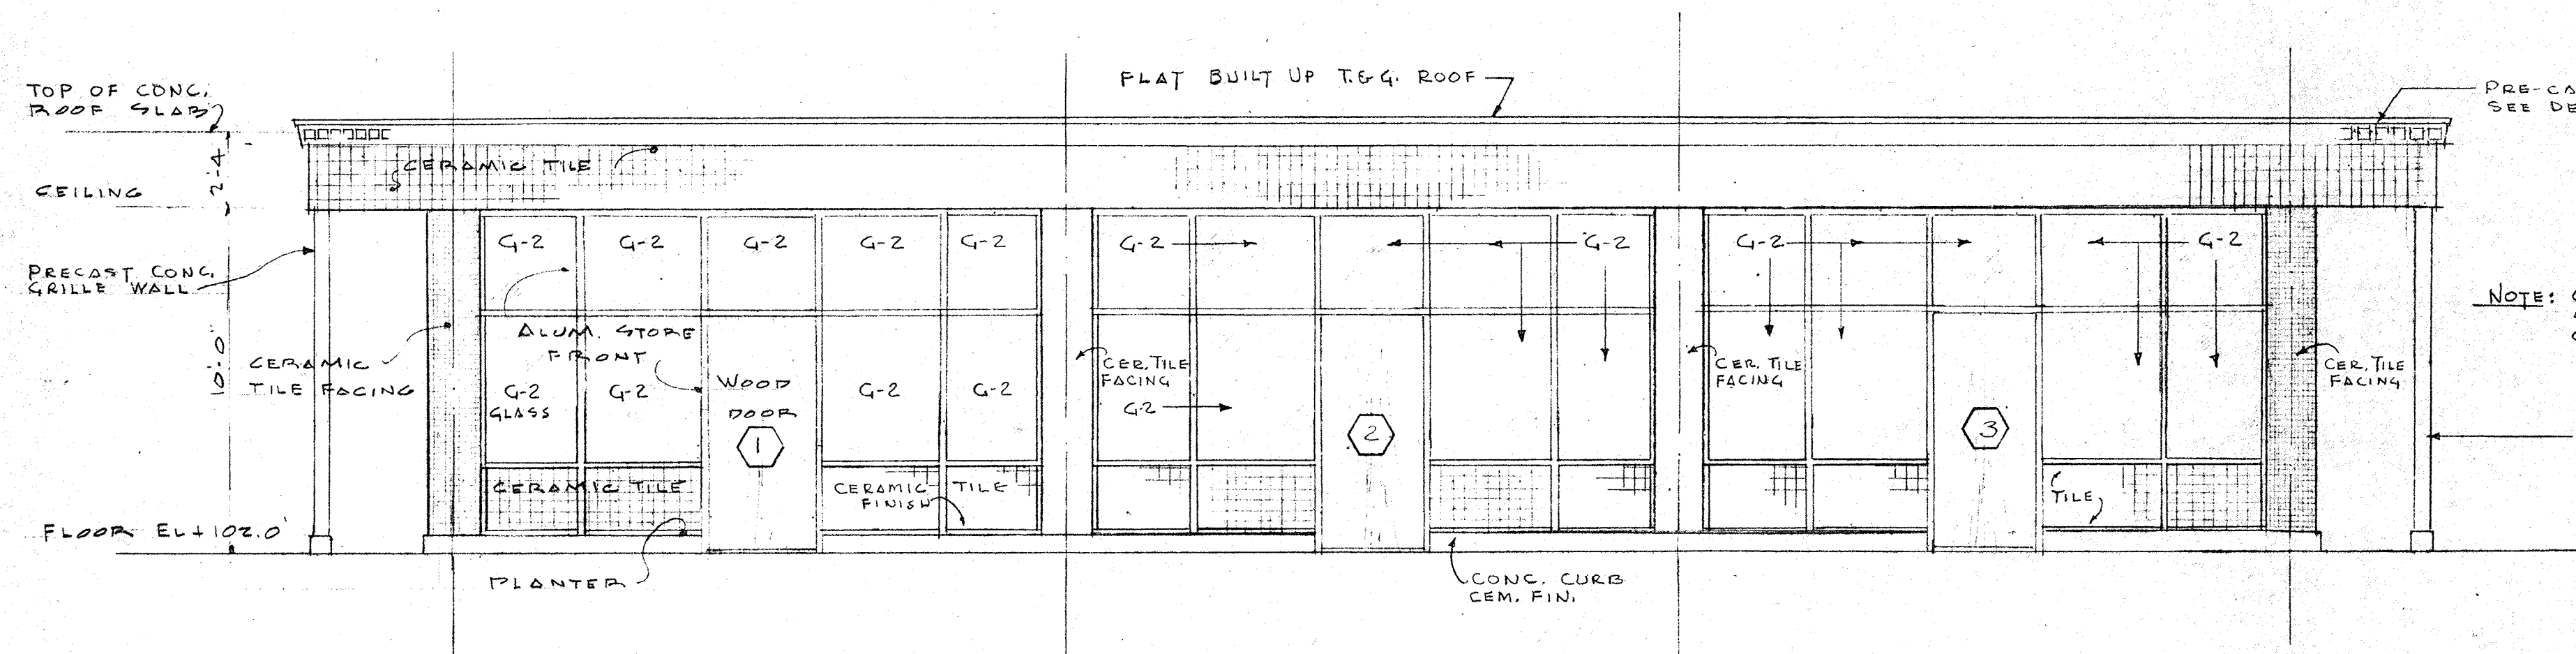 FLAT BUILT UP T.&G. ROOF
TOP OF CONC.
ROOF SLAB
PRE-CA
SEE DE
2'-4
CERAMIC TILE
CEILING
G-2 G-2 G-2 G-2 G-2 G-2 G-2 G-2 G-2
PRECAST CONC.
GRILLE WALL
NOTE:
ALUM. STORE
FRONT
10'-0"
CERAMIC
TILE FACING
CER. TILE
FACING
CER. TILE
FACING
CER. TILE
FACING
G-2
GLASS
G-2
WOOD
DOOR
G-2
G-2
G-2
1
2
3
CERAMIC TILE
CERAMIC TILE
FINISH
TILE
FLOOR EL+102.0'
PLANTER
CONC. CURB
CEM. FIN.